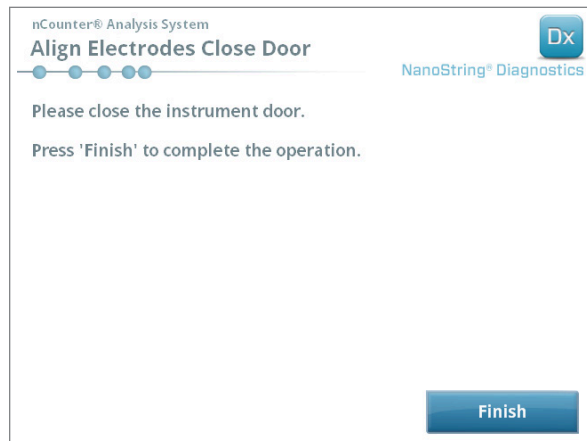 nCounter® Analysis System
Align Electrodes Close Door
Dx
NanoString® Diagnostics
Please close the instrument door.
Press 'Finish' to complete the operation.
Finish